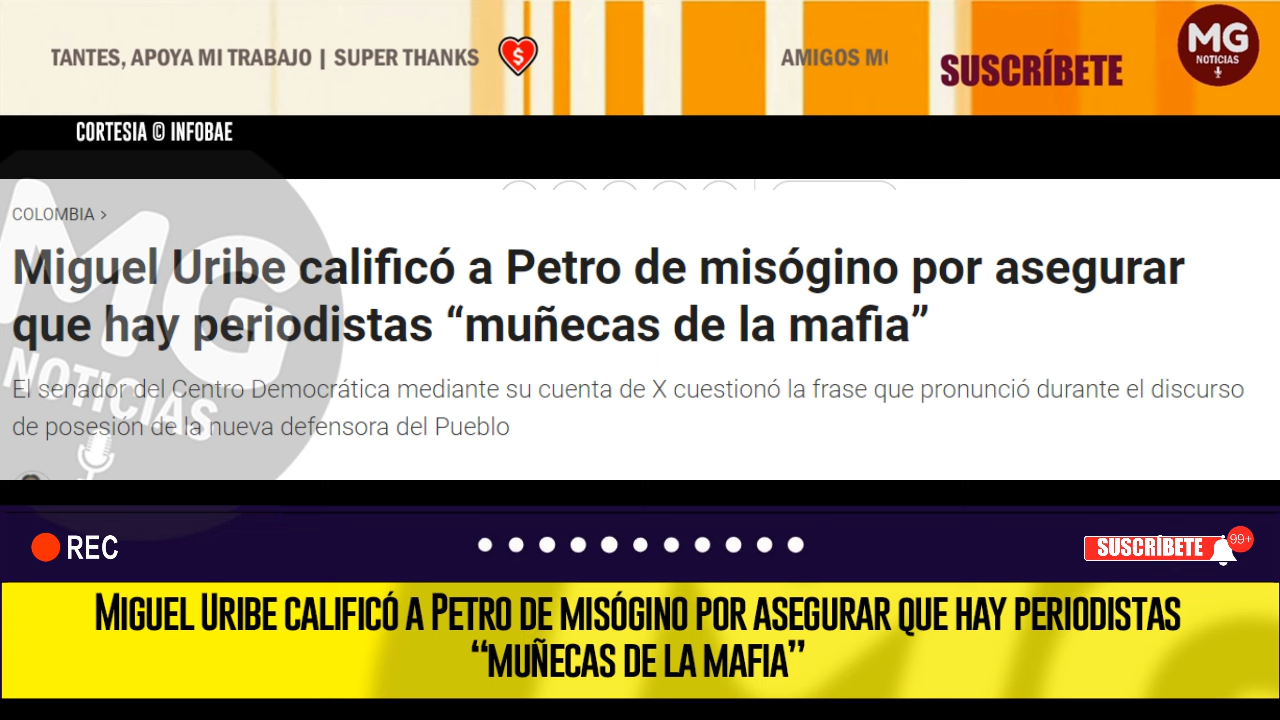 TANTES, APOYA MI TRABAJO | SUPER THANKS
$
AMIGOS
SUSCRÍBETE
MG
NOTICIAS
CORTESIA © INFOBAE
COLOMBIA >
Miguel Uribe calificó a Petro de misógino por asegurar
que hay periodistas “muñecas de la mafia”
El senador del Centro Democrática mediante su cuenta de X cuestionó la frase que pronunció durante el discurso
de posesión de la nueva defensora del Pueblo
MG
NOTICIAS
REC
SUSCRÍBETE
99+
MIGUEL URIBE CALIFICÓ A PETRO DE MISÓGINO POR ASEGURAR QUE HAY PERIODISTAS
“MUÑECAS DE LA MAFIA”